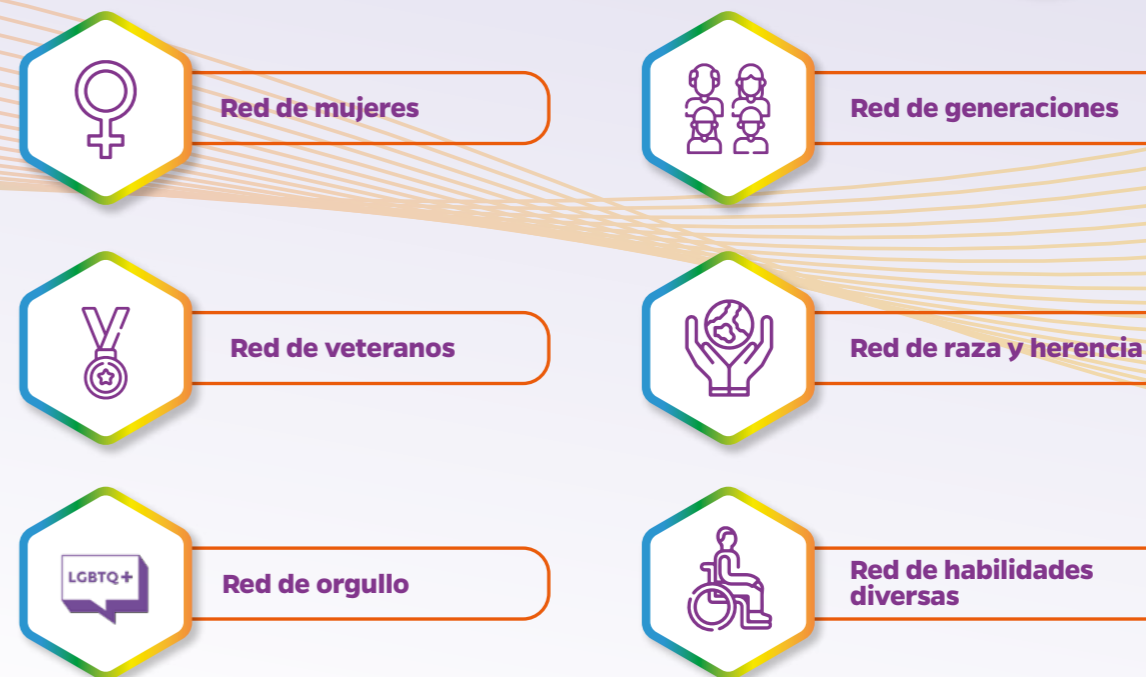 Red de mujeres
Red de generaciones
Red de veteranos
Red de raza y herencia
LGBTQ+
Red de orgullo
Red de habilidades
diversas